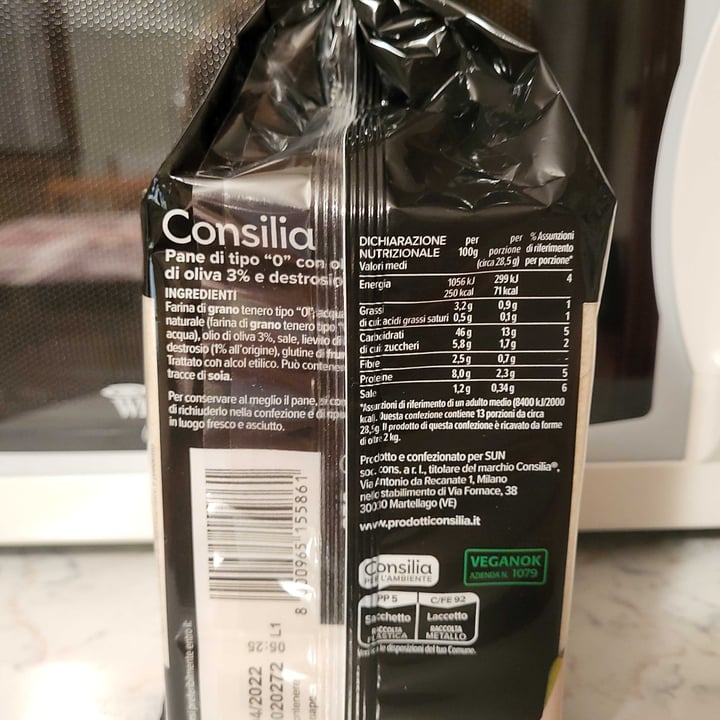 Consilia
Pane di tipo "0" con
di oliva 3% e destrosio
INGREDIENTI
Farina di grano tenero tipo "0", acqua,
naturale (farina di grano tenero tipo
acqua), olio di oliva 3%, sale, lievito di
destrosio (1% all'origine), glutine di
Trattato con alcol etilico. Può contenere
tracce di soia.
Per conservare al meglio il pane, si
di richiuderlo nella confezione e di
in luogo fresco e asciutto.
8 00965 155861
05:25 L1
4/2022
020272
preferibilmente entro il:
DICHIARAZIONE NUTRIZIONALE per 100g per porzione (circa 28,5 g) % Assunzioni di riferimento per porzione*
Valori medi
Energia 1056 kJ 299 kJ 4
250 kcal 71 kcal
Grassi 3,2 g 0,9 g 1
di cui: acidi grassi saturi 0,5 g 0,1 g 1
Carboidrati 46 g 13 g 5
di cui: zuccheri 5,8 g 1,7 g 2
Fibre 2,5 g 0,7 g -
Proteine 8,0 g 2,3 g 5
Sale 1,2 g 0,34 g 6
*Assunzioni di riferimento di un adulto medio (8400 kJ/2000
kcal). Questa confezione contiene 13 porzioni da circa
28,5g. Il prodotto di questa confezione è ricavato da forme
di oltre 2 kg.
Prodotto e confezionato per SUN
soc. cons. a r. l., titolare del marchio Consilia®,
Via Antonio da Recanate 1, Milano
nello stabilimento di Via Fornace, 38
30030 Martellago (VE)
www.prodotticonsilia.it
Consilia
PER L'AMBIENTE
VEGANOK
AZIENDA N. 1079
PP 5 C/FE 92
Sacchetto Laccetto
RACCOLTA PLASTICA RACCOLTA METALLO
Verifica le disposizioni del tuo Comune.